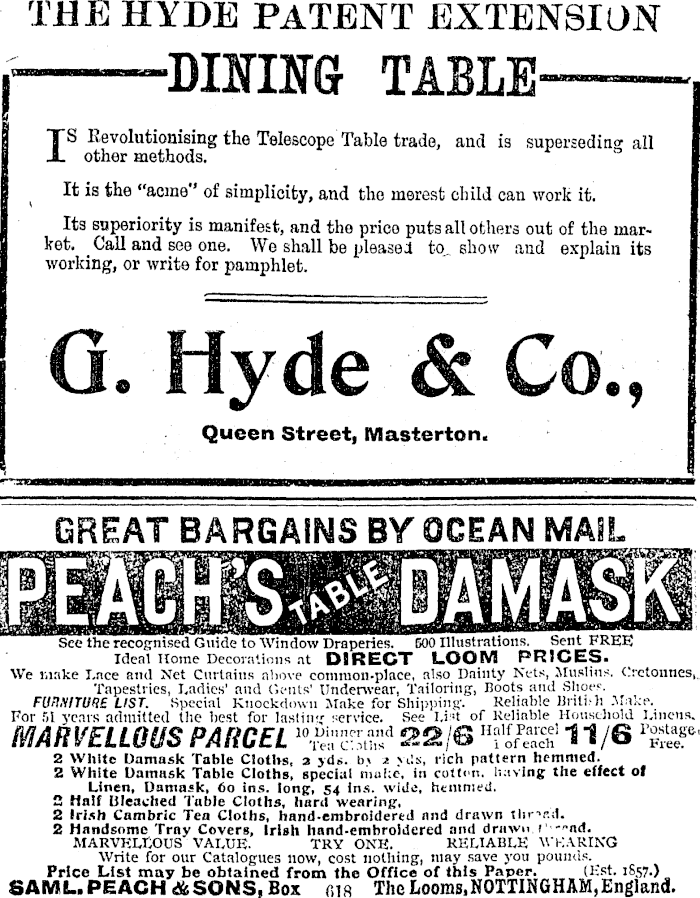 THE HYDE PATENT EXTENSION
DINING TABLE
IS Revolutionising the Telescope Table trade, and is superseding all
other methods.
It is the "acme" of simplicity, and the merest child can work it.
Its superiority is manifest, and the price puts all others out of the mar-
ket. Call and see one. We shall be pleased to show and explain its
working, or write for pamphlet.
G. Hyde & Co.,
Queen Street, Masterton.
GREAT BARGAINS BY OCEAN MAIL
PEACH'S TABLE DAMASK
See the recognised Guide to Window Draperies. 600 Illustrations. Sent FREE
Ideal Home Decorations at DIRECT LOOM PRICES.
We make Lace and Net Curtains above common-place, also Dainty Nets, Muslins, Cretonnes,
Tapestries, Ladies' and Gents' Underwear, Tailoring, Boots and Shoes.
FURNITURE LIST. Special Knockdown Make for Shipping. Reliable British Make.
For 51 years admitted the best for lasting service. See List of Reliable Household Linens.
MARVELLOUS PARCEL 10 Dinner and Tea Cloths 22/6 Half Parcel 1 of each 11/6 Postage Free.
2 White Damask Table Cloths, 2 yds. by 2 yds, rich pattern hemmed.
2 White Damask Table Cloths, special make, in cotton, having the effect of
Linen, Damask, 60 ins. long, 54 ins. wide, hemmed.
2 Half Bleached Table Cloths, hard wearing,
2 Irish Cambric Tea Cloths, hand-embroidered and drawn thread.
2 Handsome Tray Covers, Irish hand-embroidered and drawn thread.
MARVELLOUS VALUE. TRY ONE. RELIABLE WEARING
Write for our Catalogues now, cost nothing, may save you pounds.
Price List may be obtained from the Office of this Paper. (Est. 1857.)
SAML. PEACH & SONS, Box 618 The Looms, NOTTINGHAM, England.